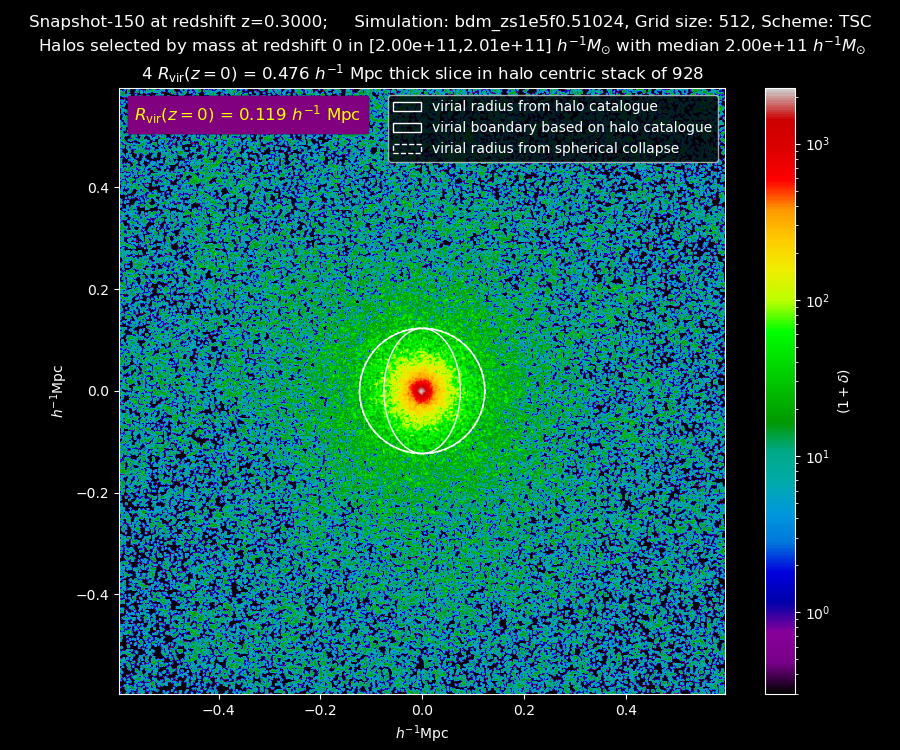 Snapshot-150 at redshift z=0.3000; Simulation: bdm_zs1e5f0.51024, Grid size: 512, Scheme: TSC
Halos selected by mass at redshift 0 in [2.00e+11,2.01e+11] h⁻¹M⊙ with median 2.00e+11 h⁻¹M⊙
4 Rvir(z = 0) = 0.476 h⁻¹ Mpc thick slice in halo centric stack of 928
Rvir(z = 0) = 0.119 h⁻¹ Mpc
virial radius from halo catalogue
virial boundary based on halo catalogue
virial radius from spherical collapse
0.4
0.2
0.0
−0.2
−0.4
h⁻¹Mpc
−0.4 −0.2 0.0 0.2 0.4
h⁻¹Mpc
10³
10²
10¹
10⁰
(1 + δ)